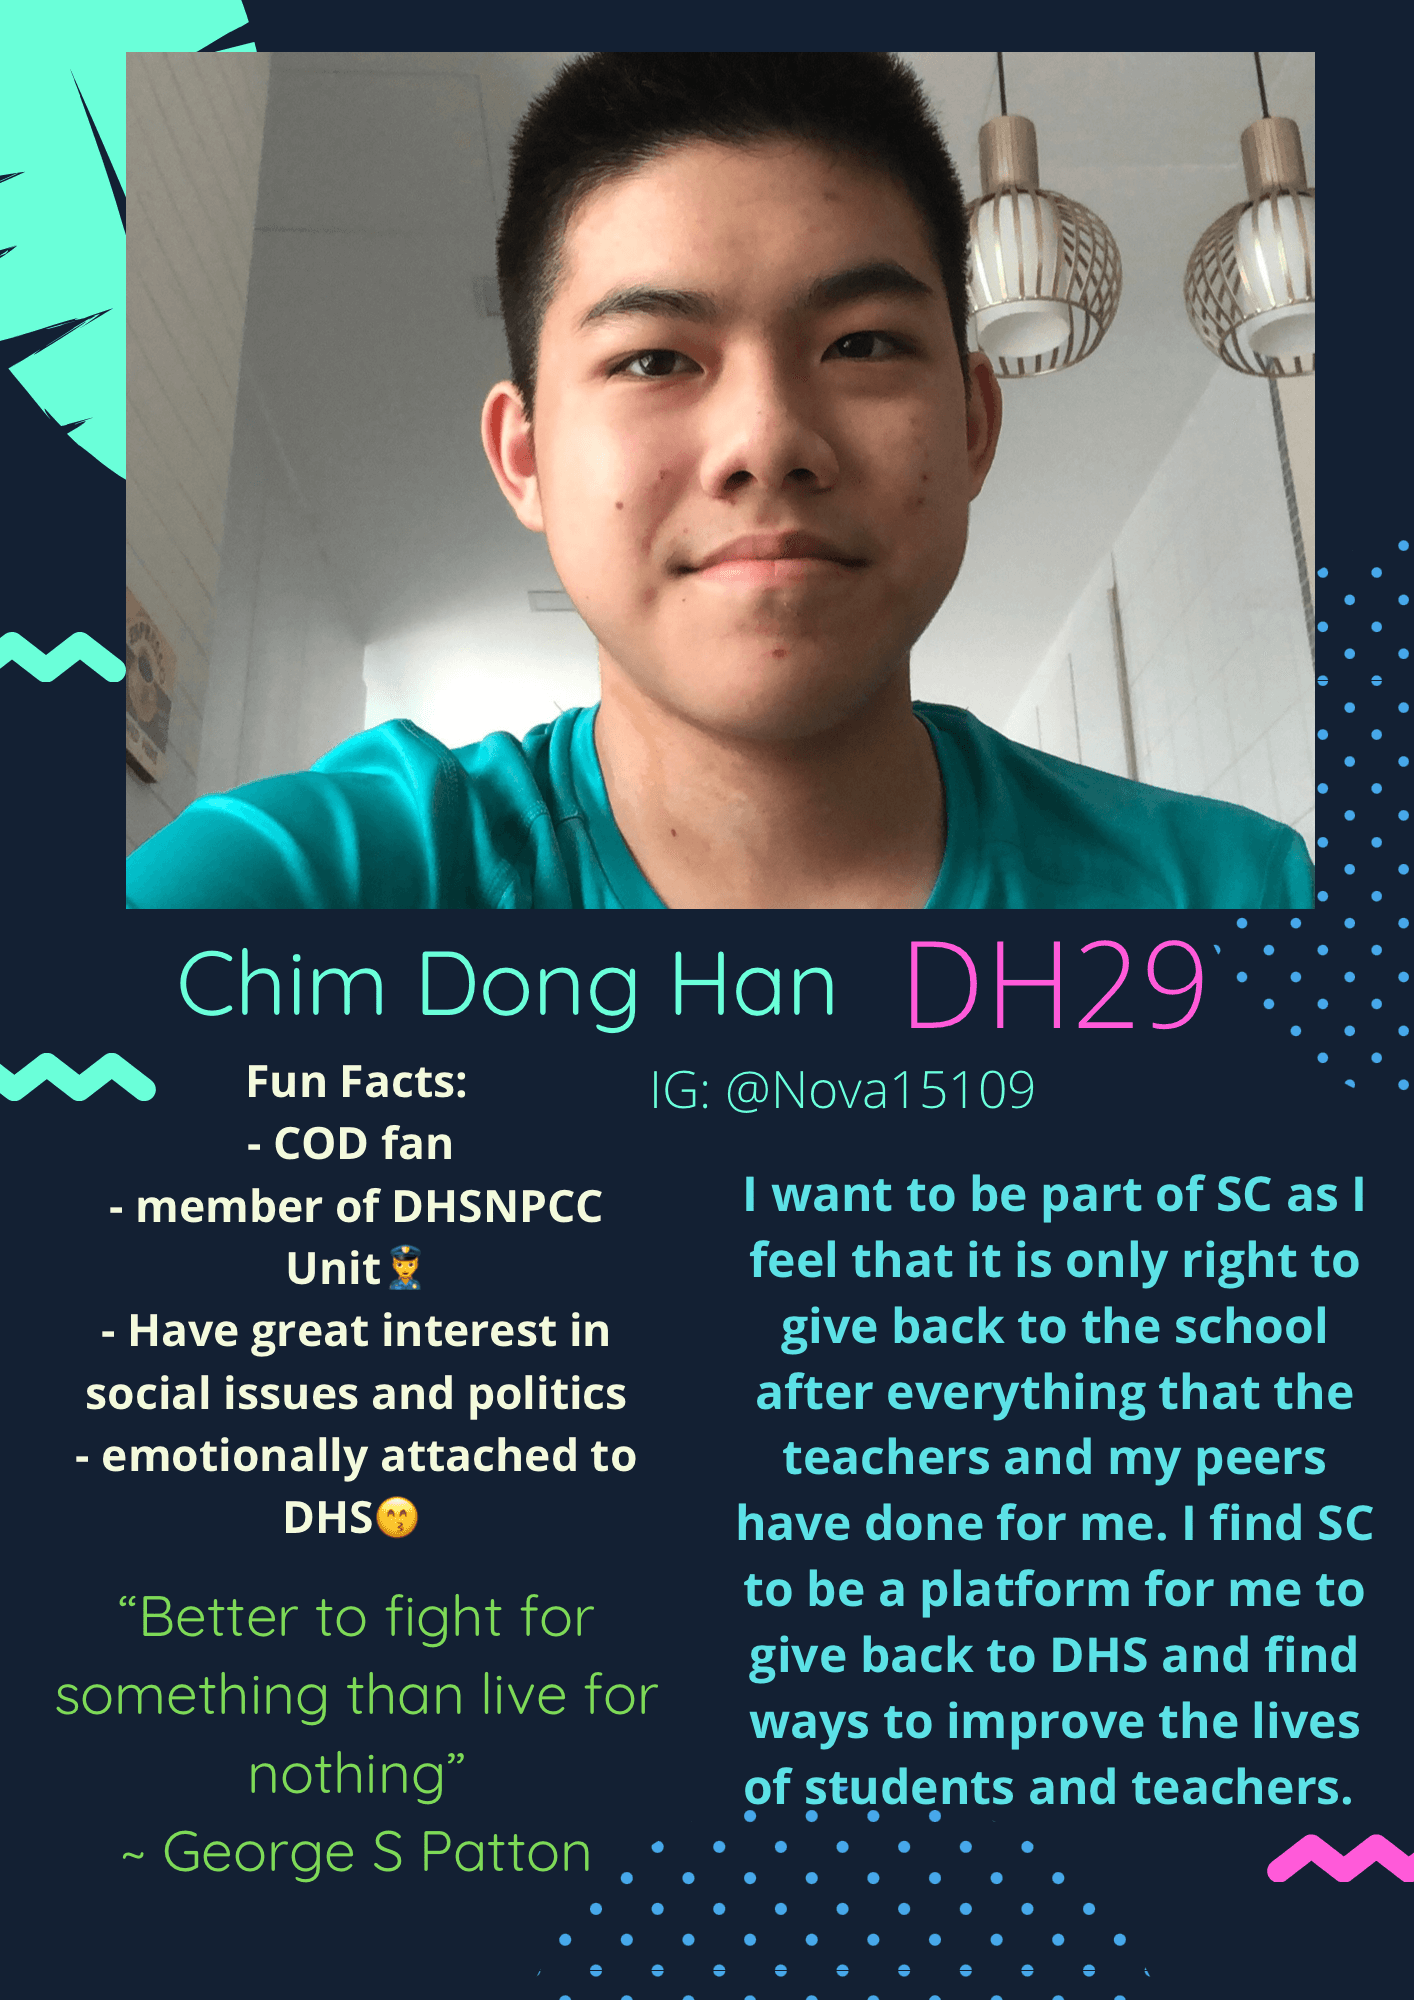 Chim Dong Han DH29
IG: @Nova15109
Fun Facts:
- COD fan
- member of DHSNPCC
Unit👮
- Have great interest in
social issues and politics
- emotionally attached to
DHS😙
“Better to fight for
something than live for
nothing”
~ George S Patton
I want to be part of SC as I
feel that it is only right to
give back to the school
after everything that the
teachers and my peers
have done for me. I find SC
to be a platform for me to
give back to DHS and find
ways to improve the lives
of students and teachers.